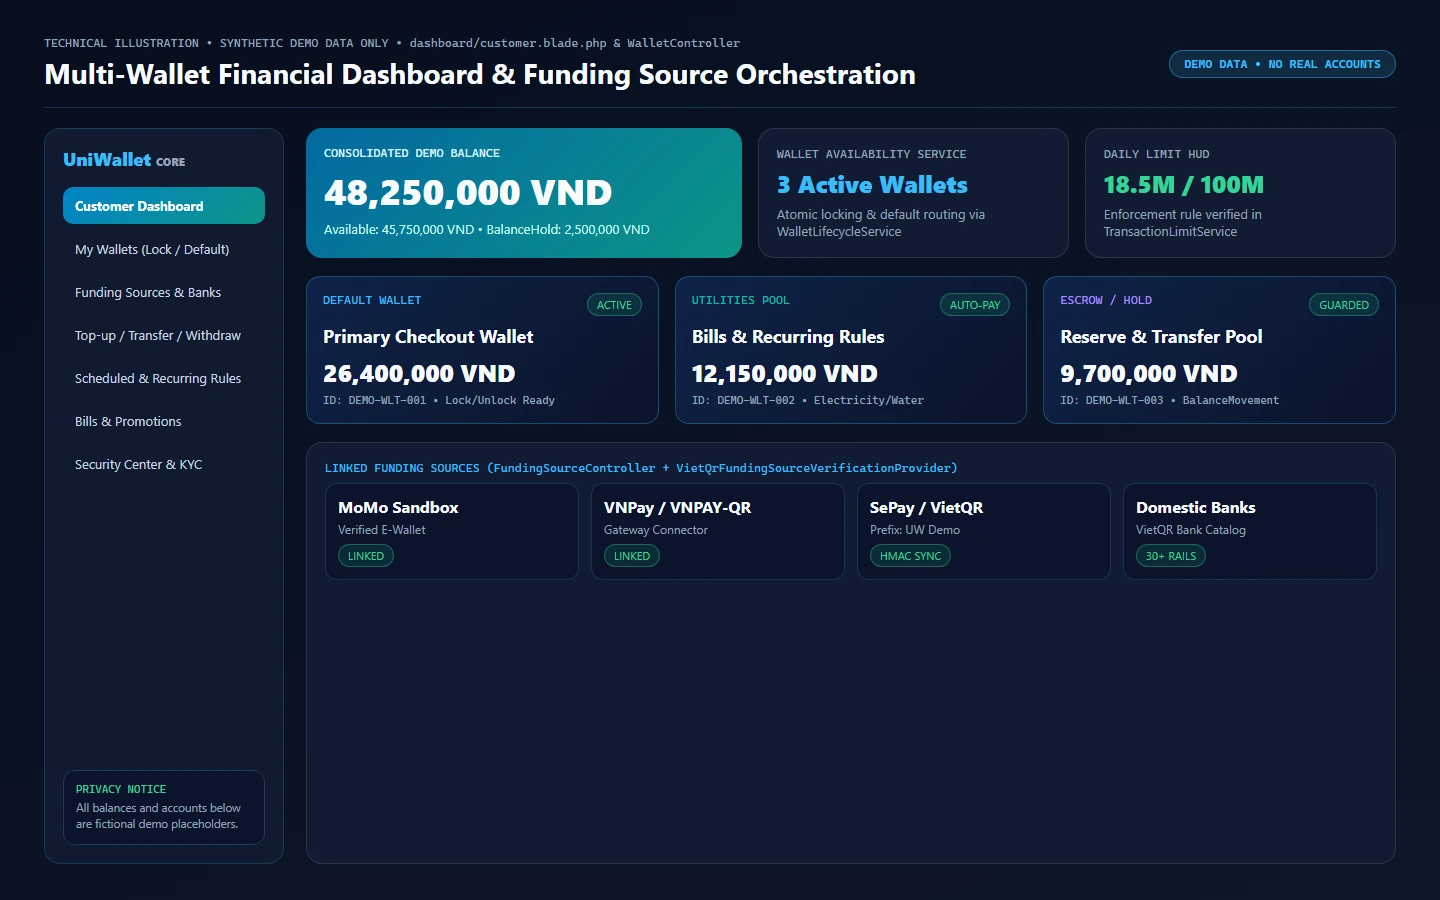 TECHNICAL ILLUSTRATION • SYNTHETIC DEMO DATA ONLY • dashboard/customer.blade.php & WalletController
Multi-Wallet Financial Dashboard & Funding Source Orchestration
DEMO DATA • NO REAL ACCOUNTS
UniWallet CORE
Customer Dashboard
My Wallets (Lock / Default)
Funding Sources & Banks
Top-up / Transfer / Withdraw
Scheduled & Recurring Rules
Bills & Promotions
Security Center & KYC
PRIVACY NOTICE
All balances and accounts below
are fictional demo placeholders.
CONSOLIDATED DEMO BALANCE
48,250,000 VND
Available: 45,750,000 VND • BalanceHold: 2,500,000 VND
WALLET AVAILABILITY SERVICE
3 Active Wallets
Atomic locking & default routing via
WalletLifecycleService
DAILY LIMIT HUD
18.5M / 100M
Enforcement rule verified in
TransactionLimitService
DEFAULT WALLET
ACTIVE
Primary Checkout Wallet
26,400,000 VND
ID: DEMO-WLT-001 • Lock/Unlock Ready
UTILITIES POOL
AUTO-PAY
Bills & Recurring Rules
12,150,000 VND
ID: DEMO-WLT-002 • Electricity/Water
ESCROW / HOLD
GUARDED
Reserve & Transfer Pool
9,700,000 VND
ID: DEMO-WLT-003 • BalanceMovement
LINKED FUNDING SOURCES (FundingSourceController + VietQrFundingSourceVerificationProvider)
MoMo Sandbox
Verified E-Wallet
LINKED
VNPay / VNPAY-QR
Gateway Connector
LINKED
SePay / VietQR
Prefix: UW Demo
HMAC SYNC
Domestic Banks
VietQR Bank Catalog
30+ RAILS